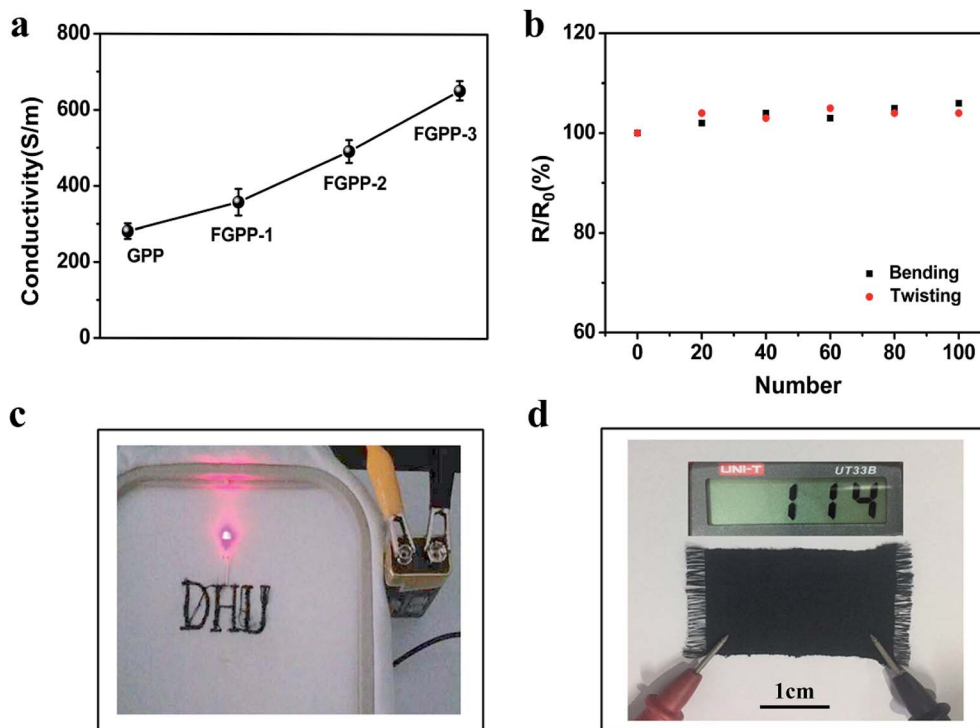 a
800
600
400
200
0
Conductivity(S/m)
GPP
FGPP-1
FGPP-2
FGPP-3
b
120
100
80
60
R/R0(%)
Bending
Twisting
0 20 40 60 80 100
Number
c
DHU
d
UNI-T UT33B
114
1cm